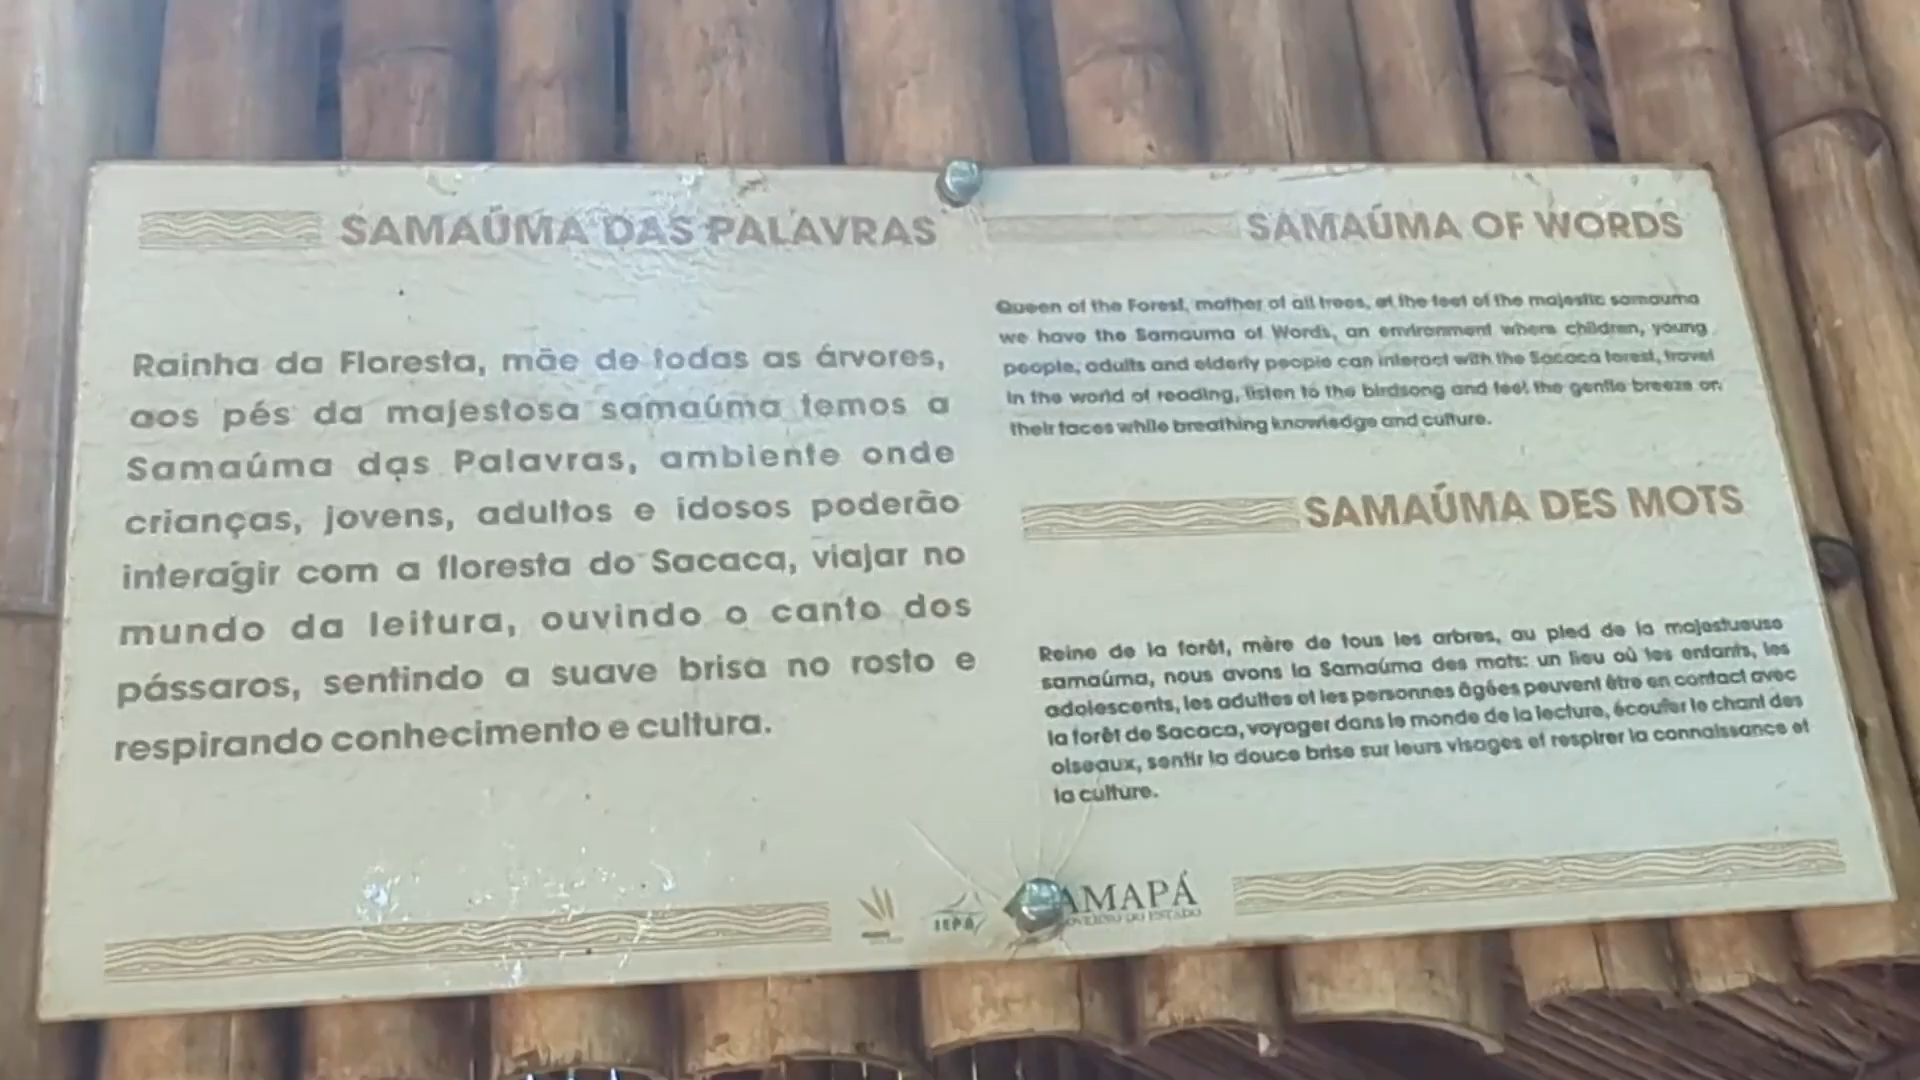 SAMAÚMA DAS PALAVRAS
Rainha da Floresta, mãe de todas as árvores,
aos pés da majestosa samaúma temos a
Samaúma das Palavras, ambiente onde
crianças, jovens, adultos e idosos poderão
interagir com a floresta do Sacaca, viajar no
mundo da leitura, ouvindo o canto dos
pássaros, sentindo a suave brisa no rosto e
respirando conhecimento e cultura.
SAMAÚMA OF WORDS
Queen of the Forest, mother of all trees, at the feet of the majestic samauma
we have the Samauma of Words, an environment where children, young
people, adults and elderly people can interact with the Sacaca forest, travel
in the world of reading, listen to the birdsong and feel the gentle breeze on
their faces while breathing knowledge and culture.
SAMAÚMA DES MOTS
Reine de la forêt, mère de tous les arbres, au pied de la majestueuse
samaúma, nous avons la Samaúma des mots: un lieu où les enfants, les
adolescents, les adultes et les personnes âgées peuvent être en contact avec
la forêt de Sacaca, voyager dans le monde de la lecture, écouter le chant des
oiseaux, sentir la douce brise sur leurs visages et respirer la connaissance et
la culture.
IEPA
AMAPÁ